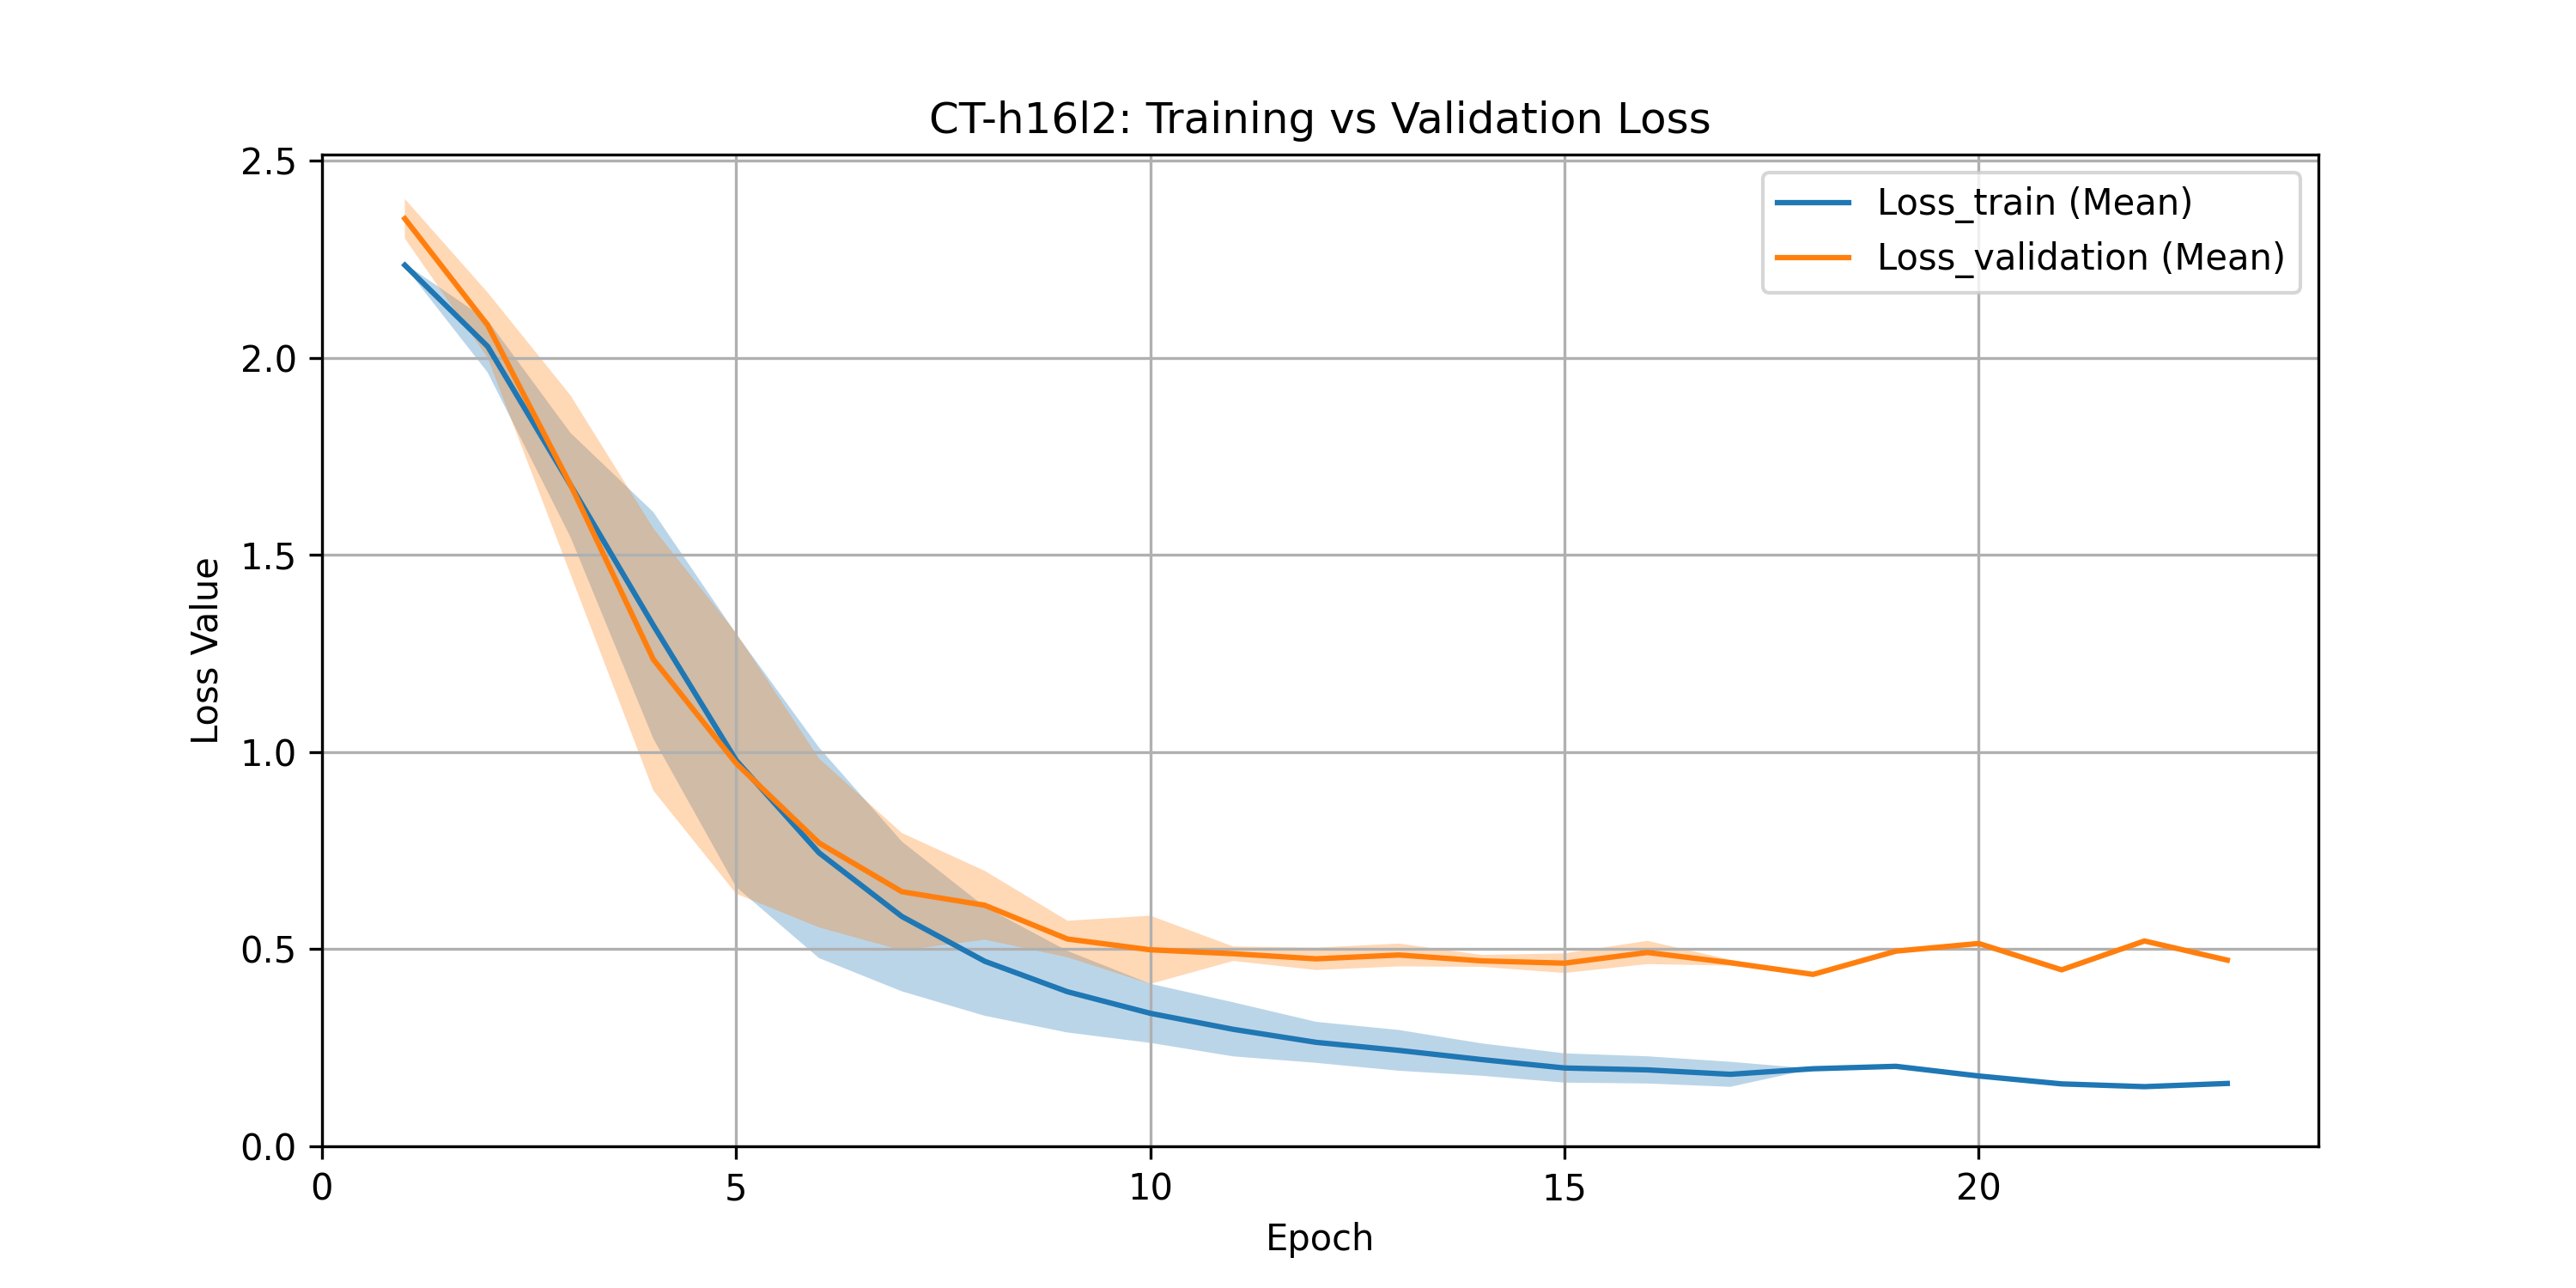 CT-h16l2: Training vs Validation Loss
Loss_train (Mean)
Loss_validation (Mean)
Loss Value
2.5
2.0
1.5
1.0
0.5
0.0
0 5 10 15 20
Epoch